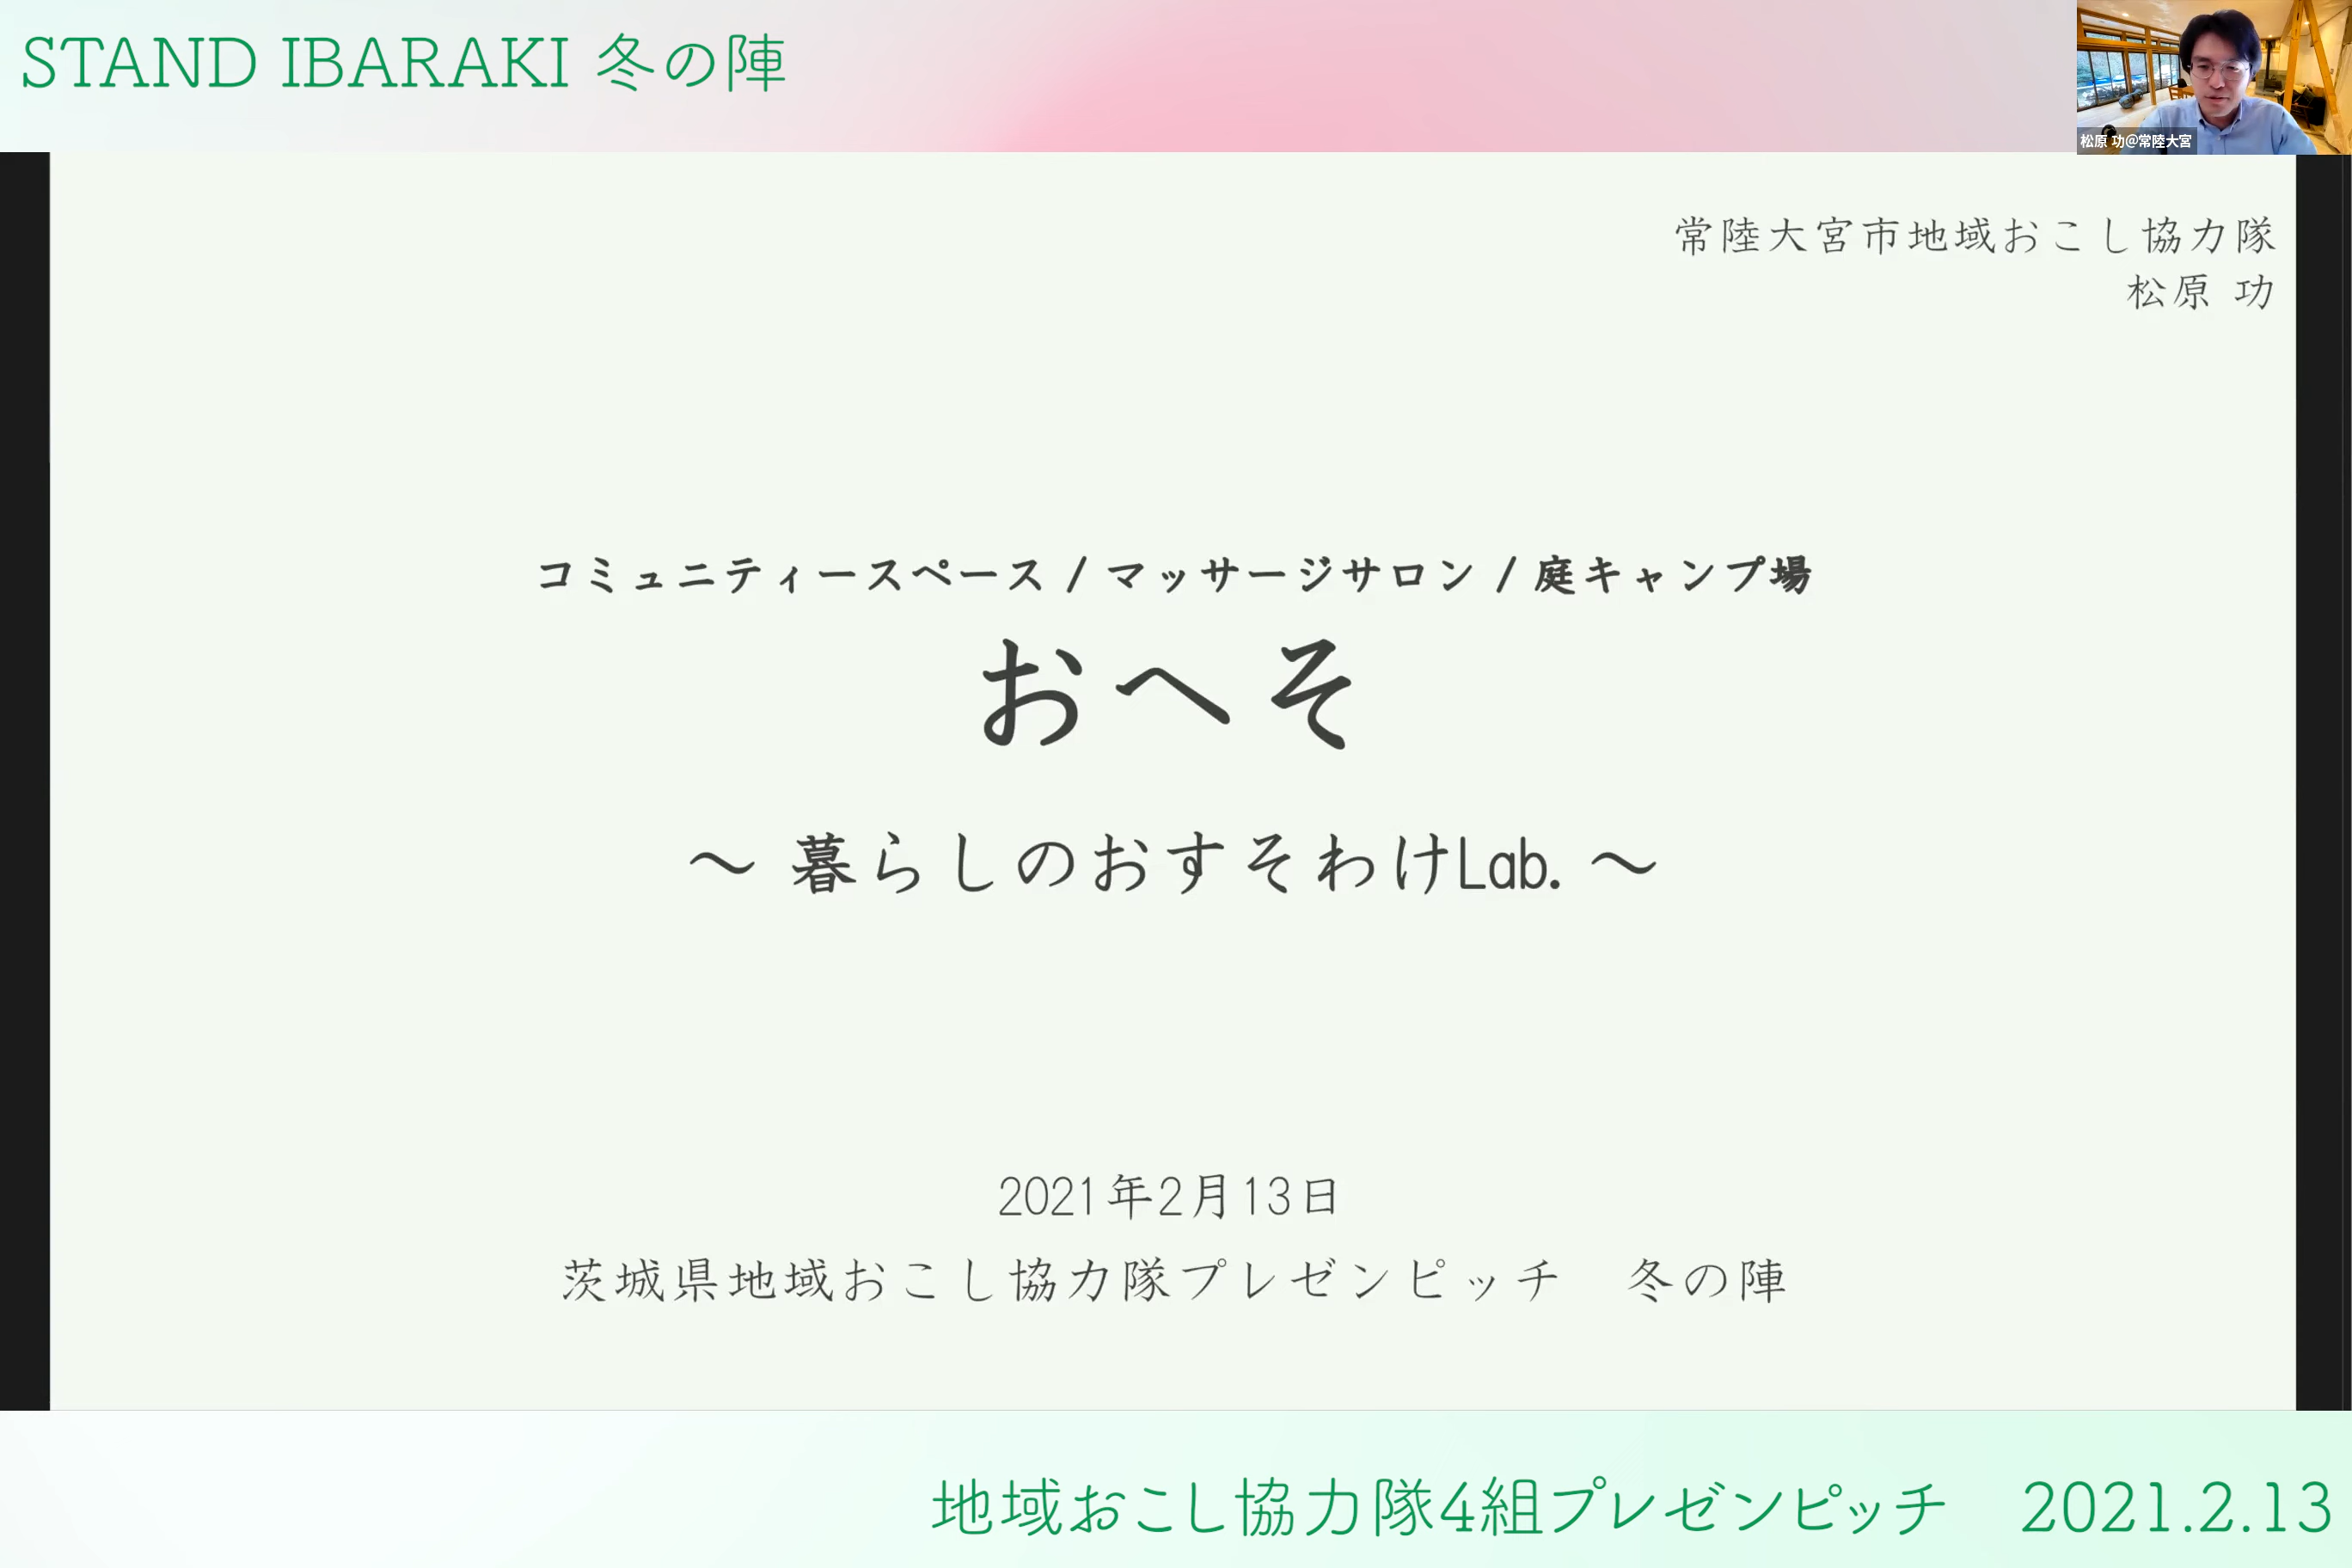 STAND IBARAKI 冬の陣
松原 功@常陸大宮
常陸大宮市地域おこし協力隊
松原 功
コミュニティースペース / マッサージサロン / 庭キャンプ場
おへそ
～ 暮らしのおすそわけLab. ～
2021年2月13日
茨城県地域おこし協力隊プレゼンピッチ　冬の陣
地域おこし協力隊4組プレゼンピッチ　2021.2.13